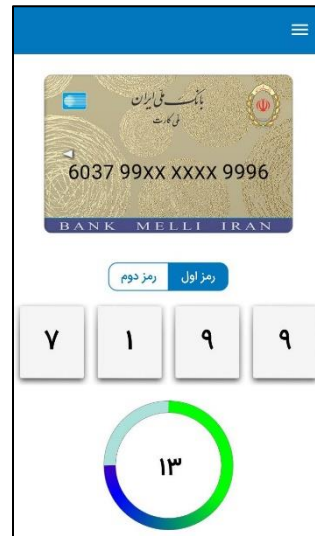 بانک ملی ایران
ملی کارت
6037 99XX XXXX 9996
BANK MELLI IRAN
رمز اول رمز دوم
۷ ۱ ۹ ۹
۱۳